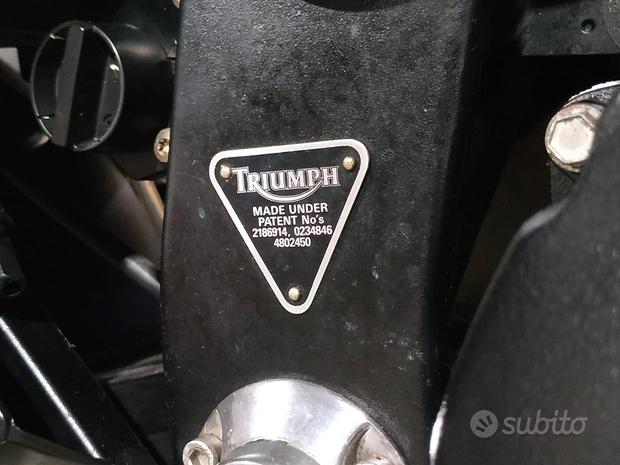 TRIUMPH
MADE UNDER
PATENT No's
2186914, 0234846
4802450
subito